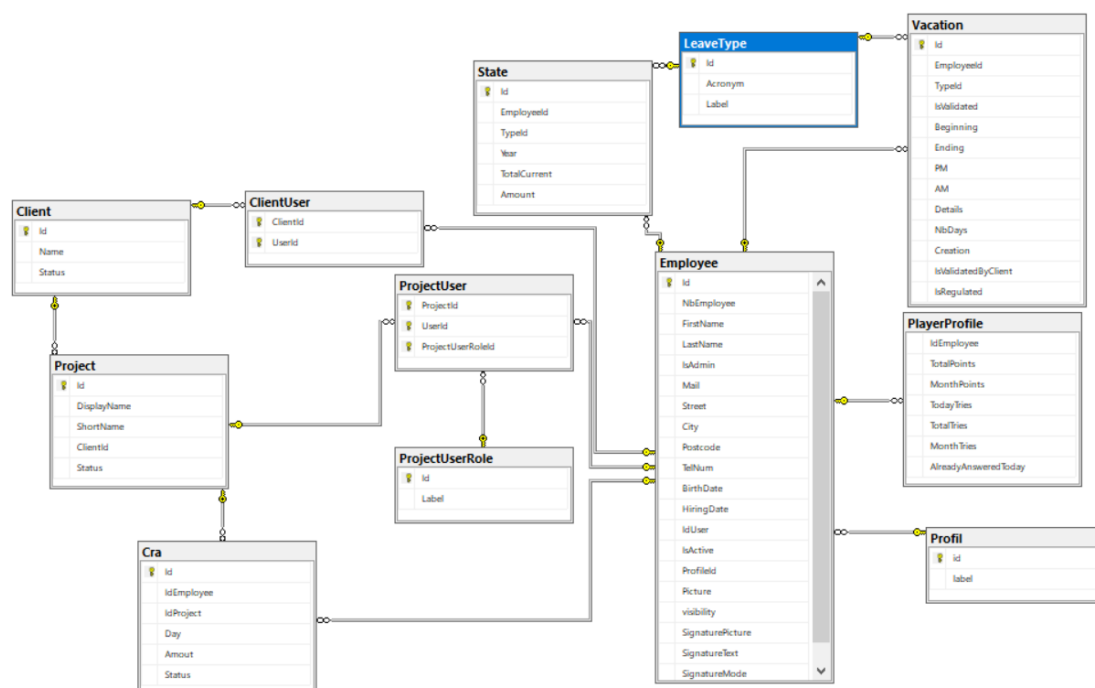 Vacation
Id
EmployeeId
TypeId
IsValidated
Beginning
Ending
PM
AM
Details
NbDays
Creation
IsValidatedByClient
IsRegulated
LeaveType
Id
Acronym
Label
State
Id
EmployeeId
TypeId
Year
TotalCurrent
Amount
ClientUser
ClientId
UserId
Client
Id
Name
Status
Employee
Id
NbEmployee
FirstName
LastName
IsAdmin
Mail
Street
City
Postcode
TelNum
BirthDate
HiringDate
IdUser
IsActive
ProfileId
Picture
visibility
SignaturePicture
SignatureText
SignatureMode
ProjectUser
ProjectId
UserId
ProjectUserRoleId
PlayerProfile
IdEmployee
TotalPoints
MonthPoints
TodayTries
TotalTries
MonthTries
AlreadyAnsweredToday
Project
Id
DisplayName
ShortName
ClientId
Status
ProjectUserRole
Id
Label
Profil
id
label
Cra
Id
IdEmployee
IdProject
Day
Amout
Status